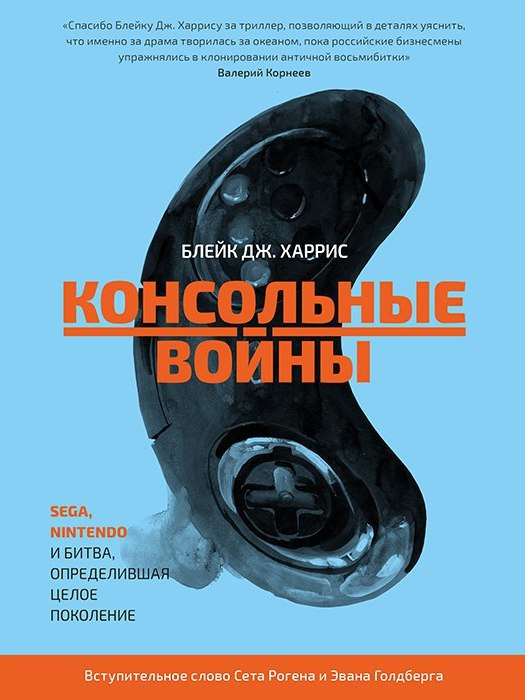 «Спасибо Блейку Дж. Харрису за триллер, позволяющий в деталях уяснить,
что именно за драма творилась за океаном, пока российские бизнесмены
упражнялись в клонировании античной восьмибитки»
Валерий Корнеев
БЛЕЙК ДЖ. ХАРРИС
КОНСОЛЬНЫЕ
ВОЙНЫ
SEGA,
NINTENDO
И БИТВА,
ОПРЕДЕЛИВШАЯ
ЦЕЛОЕ
ПОКОЛЕНИЕ
Вступительное слово Сета Рогена и Эвана Голдберга